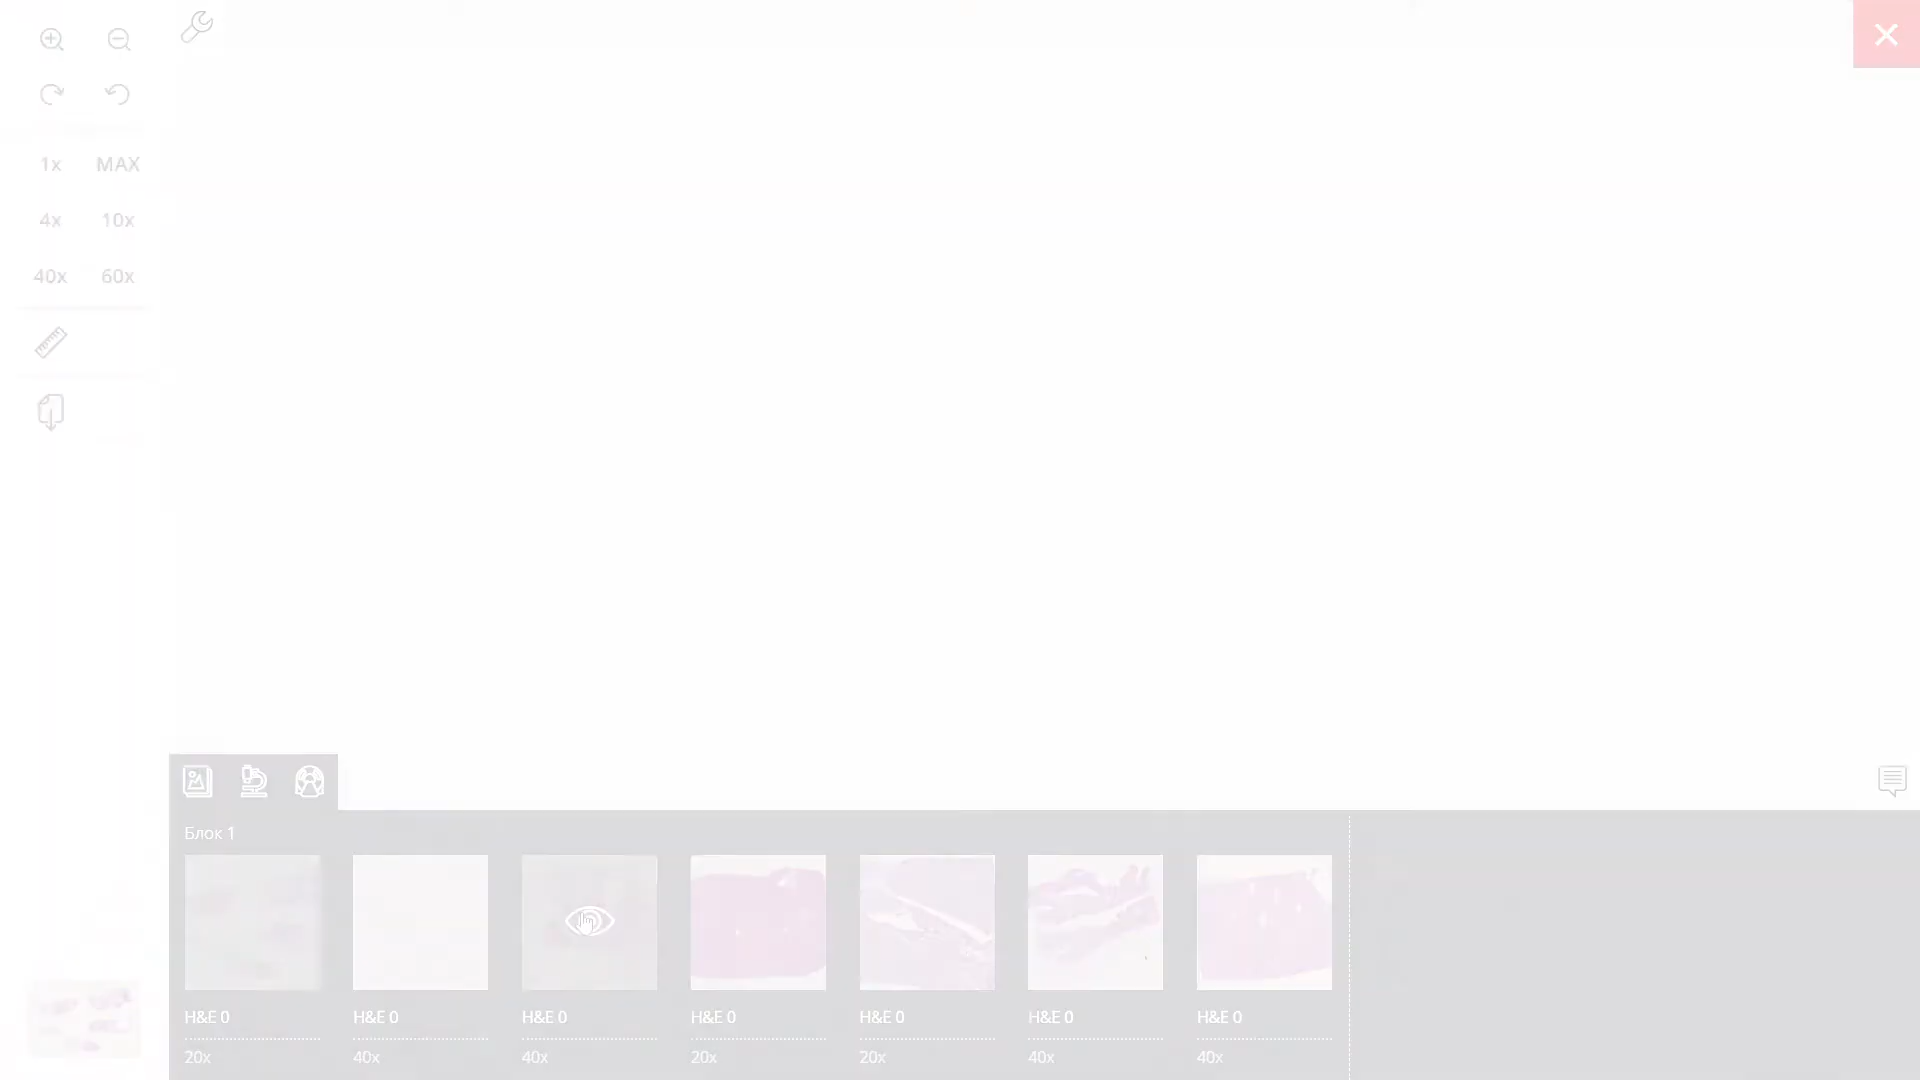 1x MAX
4x 10x
40x 60x
Блок 1
H&E 0 H&E 0 H&E 0 H&E 0 H&E 0 H&E 0 H&E 0
20x 40x 40x 20x 20x 40x 40x